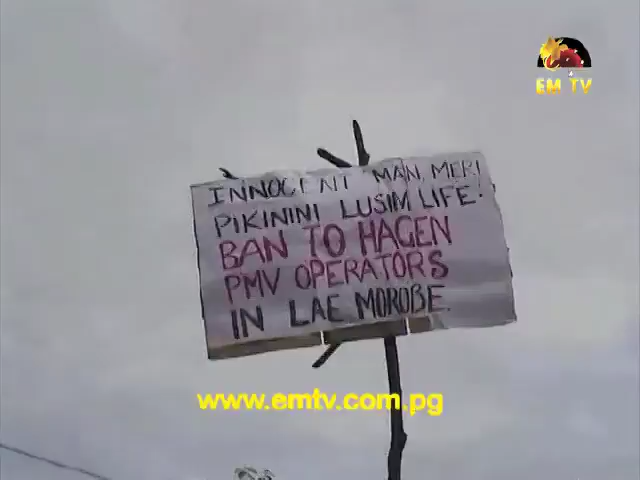 EM TV
INNOCENT MAN, MERI
PIKININI LUSIM LIFE!
BAN TO HAGEN
PMV OPERATORS
IN LAE MOROBE
www.emtv.com.pg